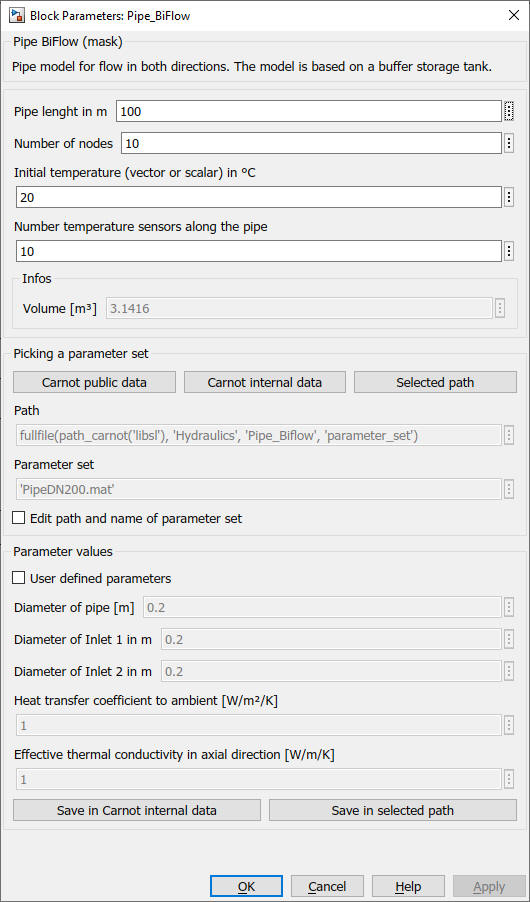 Block Parameters: Pipe_BiFlow
Pipe BiFlow (mask)
Pipe model for flow in both directions. The model is based on a buffer storage tank.
Pipe lenght in m 100
Number of nodes 10
Initial temperature (vector or scalar) in °C
20
Number temperature sensors along the pipe
10
Infos
Volume [m³] 3.1416
Picking a parameter set
Carnot public data Carnot internal data Selected path
Path
fullfile(path_carnot('libsl'), 'Hydraulics', 'Pipe_Biflow', 'parameter_set')
Parameter set
'PipeDN200.mat'
Edit path and name of parameter set
Parameter values
User defined parameters
Diameter of pipe [m] 0.2
Diameter of Inlet 1 in m 0.2
Diameter of Inlet 2 in m 0.2
Heat transfer coefficient to ambient [W/m²/K]
1
Effective thermal conductivity in axial direction [W/m/K]
1
Save in Carnot internal data Save in selected path
OK Cancel Help Apply